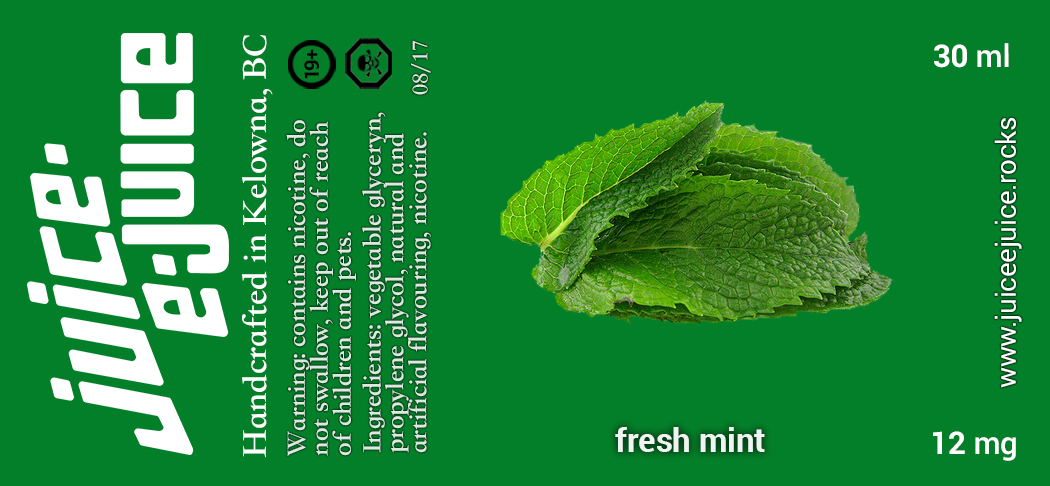 juice·
e·juice
Handcrafted in Kelowna, BC
19+
Warning: contains nicotine, do
not swallow, keep out of reach
of children and pets.
Ingredients: vegetable glyceryn,
propylene glycol, natural and
artificial flavouring, nicotine.
08/17
fresh mint
30 ml
www.juiceejuice.rocks
12 mg